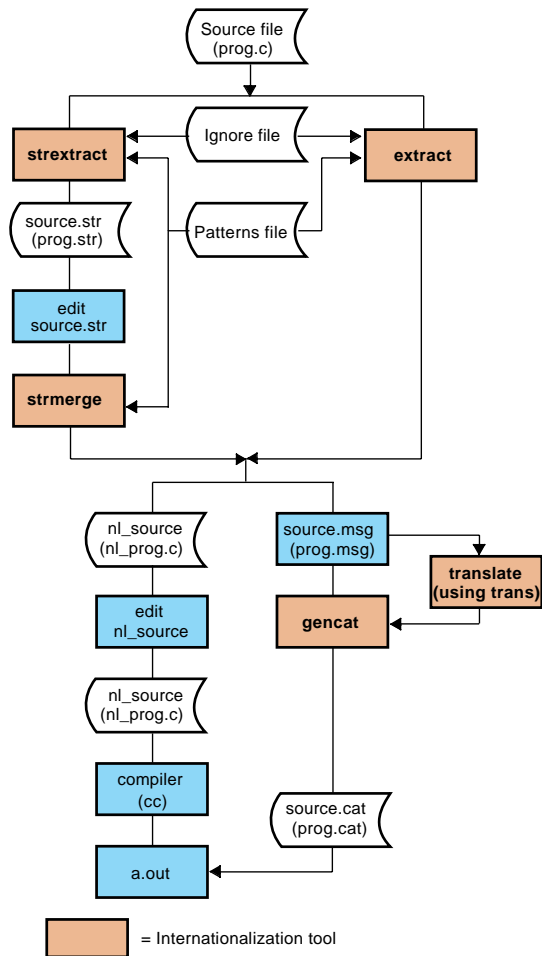 Source file
(prog.c)
Ignore file
strextract
extract
source.str
(prog.str)
Patterns file
edit
source.str
strmerge
nl_source
(nl_prog.c)
source.msg
(prog.msg)
translate
(using trans)
edit
nl_source
gencat
nl_source
(nl_prog.c)
compiler
(cc)
source.cat
(prog.cat)
a.out
= Internationalization tool